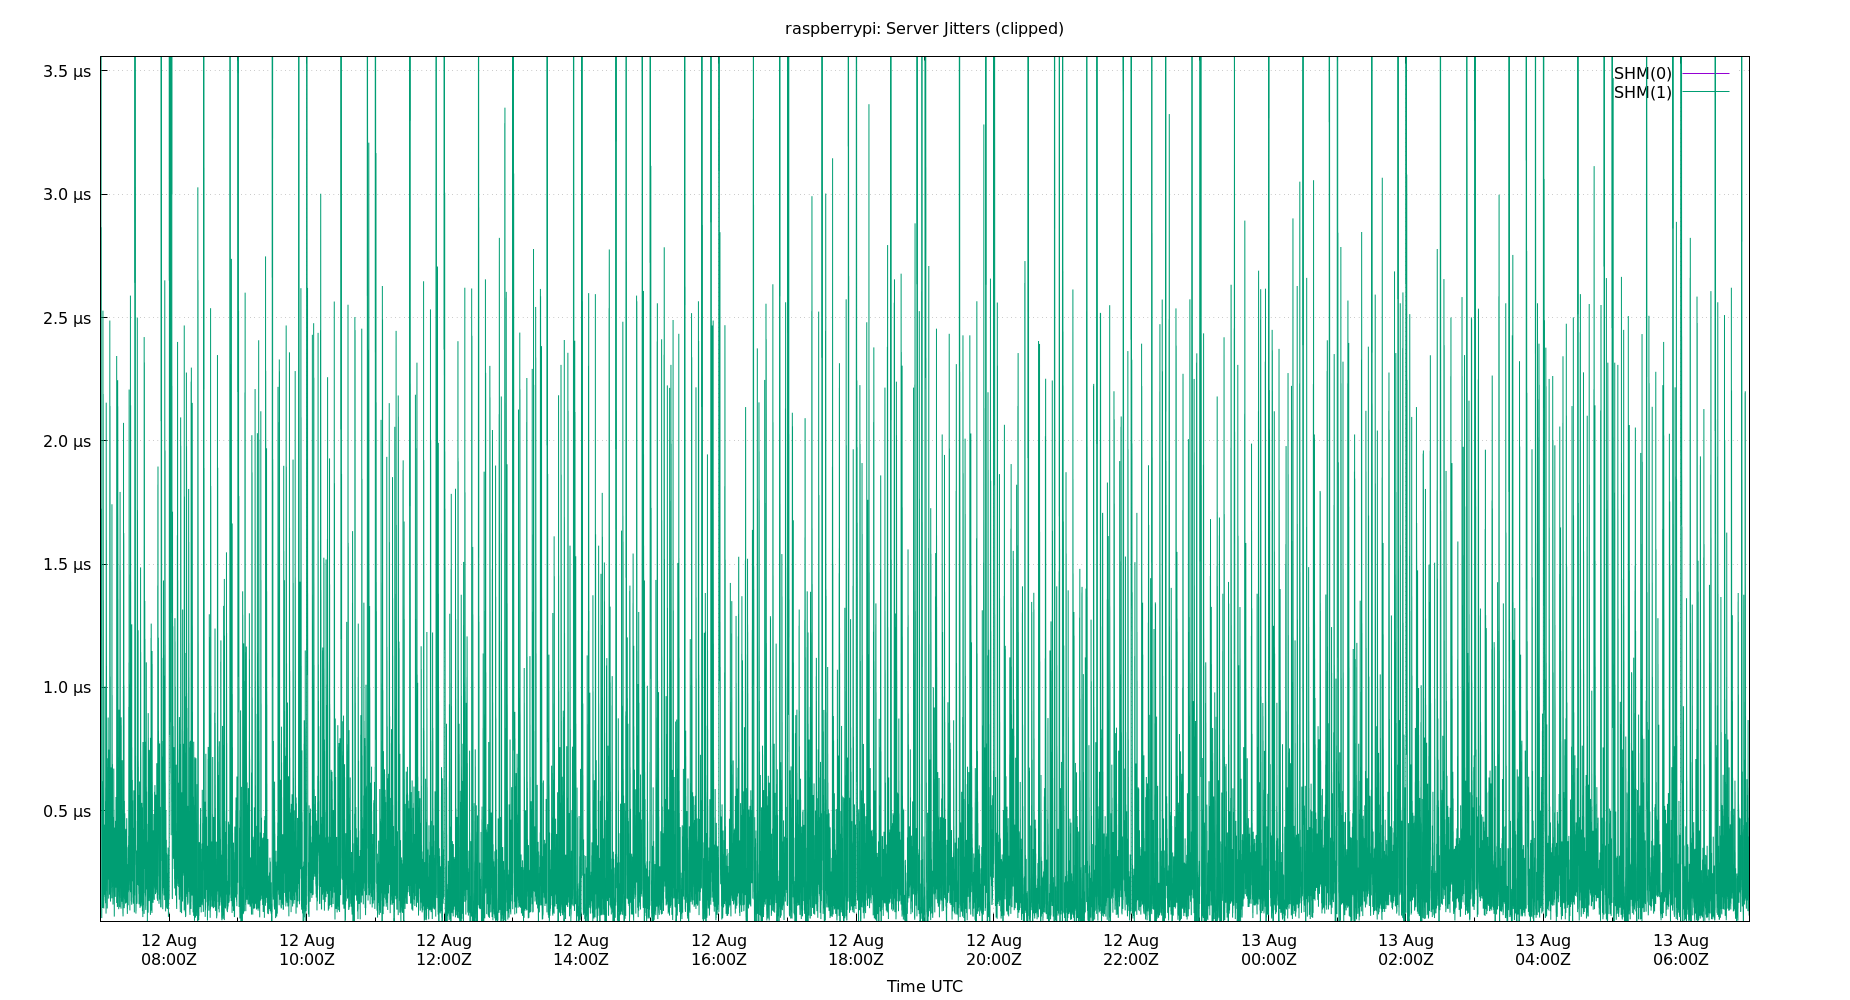 raspberrypi: Server Jitters (clipped)
3.5 µs
3.0 µs
2.5 µs
2.0 µs
1.5 µs
1.0 µs
0.5 µs
SHM(0)
SHM(1)
12 Aug 12 Aug 12 Aug 12 Aug 12 Aug 12 Aug 12 Aug 12 Aug 13 Aug 13 Aug 13 Aug 13 Aug
08:00Z 10:00Z 12:00Z 14:00Z 16:00Z 18:00Z 20:00Z 22:00Z 00:00Z 02:00Z 04:00Z 06:00Z
Time UTC